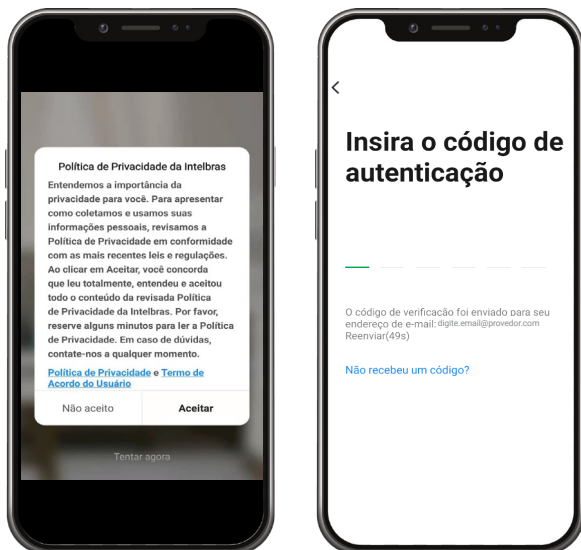 Política de Privacidade da Intelbras
Entendemos a importância da
privacidade para você. Para apresentar
como coletamos e usamos suas
informações pessoais, revisamos a
Política de Privacidade em conformidade
com as mais recentes leis e regulações.
Ao clicar em Aceitar, você concorda
que leu totalmente, entendeu e aceitou
todo o conteúdo da revisada Política
de Privacidade da Intelbras. Por favor,
reserve alguns minutos para ler a Política
de Privacidade. Em caso de dúvidas,
contate-nos a qualquer momento.
Política de Privacidade e Termo de
Acordo do Usuário
Não aceito Aceitar
Tentar agora
Insira o código de
autenticação
O código de verificacão foi enviado para seu
endereço de e-mail: digite.email@provedor.com
Reenviar(49s)
Não recebeu um código?